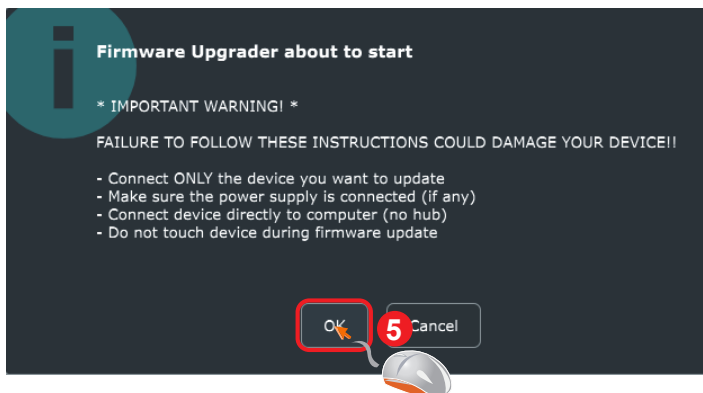 i
Firmware Upgrader about to start
* IMPORTANT WARNING! *
FAILURE TO FOLLOW THESE INSTRUCTIONS COULD DAMAGE YOUR DEVICE!!
- Connect ONLY the device you want to update
- Make sure the power supply is connected (if any)
- Connect device directly to computer (no hub)
- Do not touch device during firmware update
OK 5 Cancel